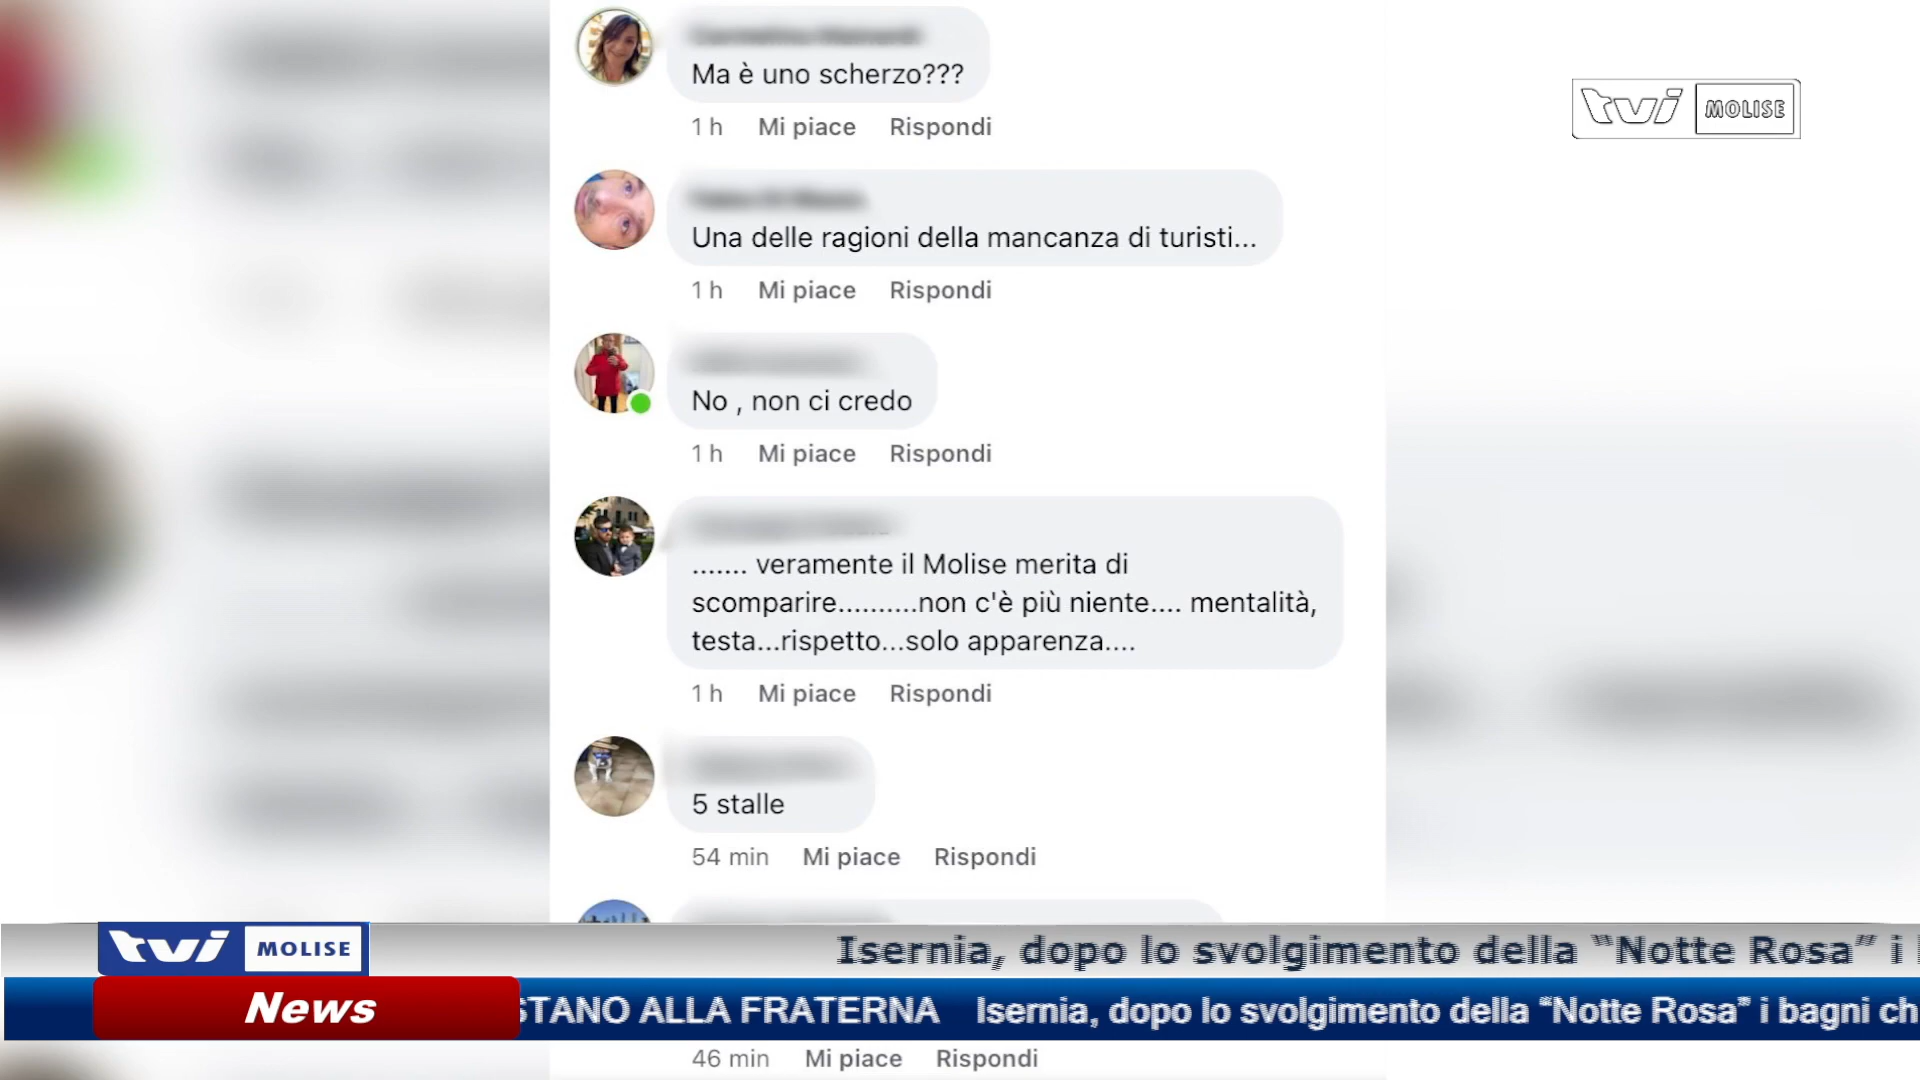 Ma è uno scherzo???
1 h Mi piace Rispondi
tvi MOLISE
Una delle ragioni della mancanza di turisti...
1 h Mi piace Rispondi
No , non ci credo
1 h Mi piace Rispondi
....... veramente il Molise merita di
scomparire..........non c'è più niente.... mentalità,
testa...rispetto...solo apparenza....
1 h Mi piace Rispondi
5 stalle
54 min Mi piace Rispondi
tvi MOLISE
Isernia, dopo lo svolgimento della “Notte Rosa” i
News
STANO ALLA FRATERNA Isernia, dopo lo svolgimento della “Notte Rosa” i bagni ch
46 min Mi piace Rispondi